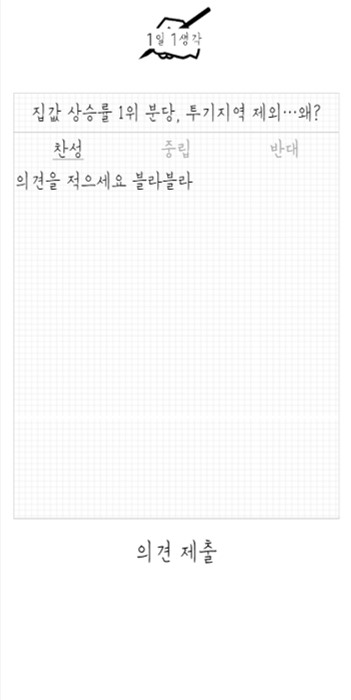 1일 1생각
집값 상승률 1위 분당, 투기지역 제외…왜?
찬성 중립 반대
의견을 적으세요 블라블라
의견 제출